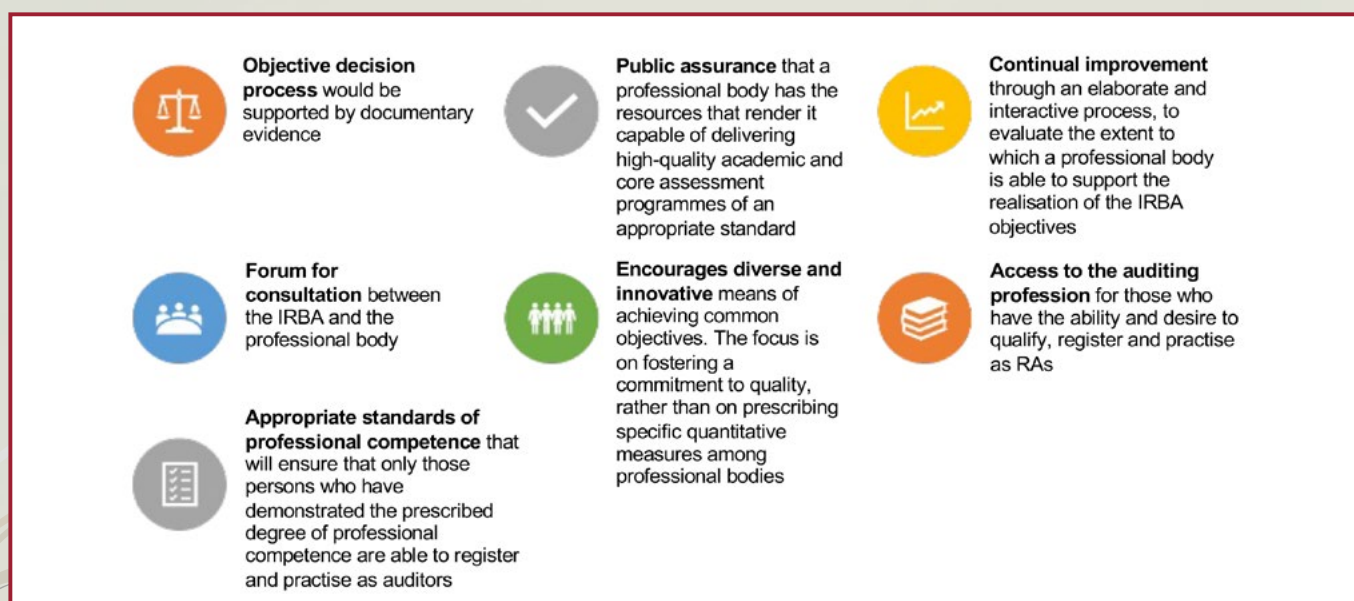 Objective decision
process would be
supported by documentary
evidence
Public assurance that a
professional body has the
resources that render it
capable of delivering
high-quality academic and
core assessment
programmes of an
appropriate standard
Continual improvement
through an elaborate and
interactive process, to
evaluate the extent to
which a professional body
is able to support the
realisation of the IRBA
objectives
Forum for
consultation between
the IRBA and the
professional body
Encourages diverse and
innovative means of
achieving common
objectives. The focus is
on fostering a
commitment to quality,
rather than on prescribing
specific quantitative
measures among
professional bodies
Access to the auditing
profession for those who
have the ability and desire to
qualify, register and practise
as RAs
Appropriate standards of
professional competence that
will ensure that only those
persons who have
demonstrated the prescribed
degree of professional
competence are able to register
and practise as auditors